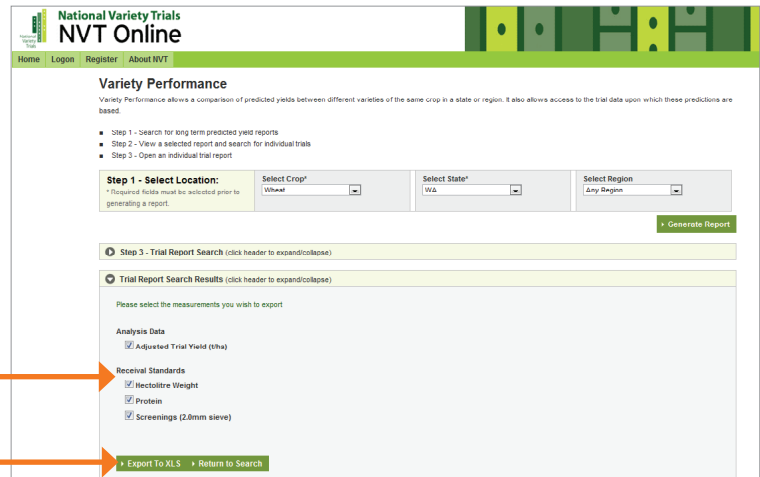 National Variety Trials
National Variety Trials
NVT Online
Home Logon Register About NVT
Variety Performance
Variety Performance allows a comparison of predicted yields between different varieties of the same crop in a state or region. It also allows access to the trial data upon which these predictions are
based.
Step 1 - Search for long term predicted yield reports
Step 2 - View a selected report and search for individual trials
Step 3 - Open an individual trial report
Step 1 - Select Location:
* Required fields must be selected prior to
generating a report.
Select Crop*
Wheat
Select State*
WA
Select Region
Any Region
Generate Report
Step 3 - Trial Report Search (click header to expand/collapse)
Trial Report Search Results (click header to expand/collapse)
Please select the measurements you wish to export
Analysis Data
Adjusted Trial Yield (t/ha)
Receival Standards
Hectolitre Weight
Protein
Screenings (2.0mm sieve)
Export To XLS Return to Search